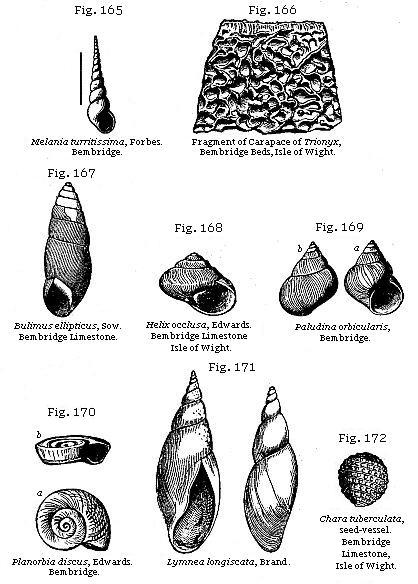 Fig. 165
Melania turritissima, Forbes.
Bembridge.
Fig. 166
Fragment of Carapace of Trionyx,
Bembridge Beds, Isle of Wight.
Fig. 167
Bulimus ellipticus, Sow.
Bembridge Limestone.
Fig. 168
Helix occlusa, Edwards.
Bembridge Limestone
Isle of Wight.
Fig. 169
b
a
Paludina orbicularis,
Bembridge.
Fig. 170
b
a
Planorbia discus, Edwards.
Bembridge.
Fig. 171
Lymnea longiscata, Brand.
Fig. 172
Chara tuberculata,
seed-vessel.
Bembridge
Limestone,
Isle of Wight.